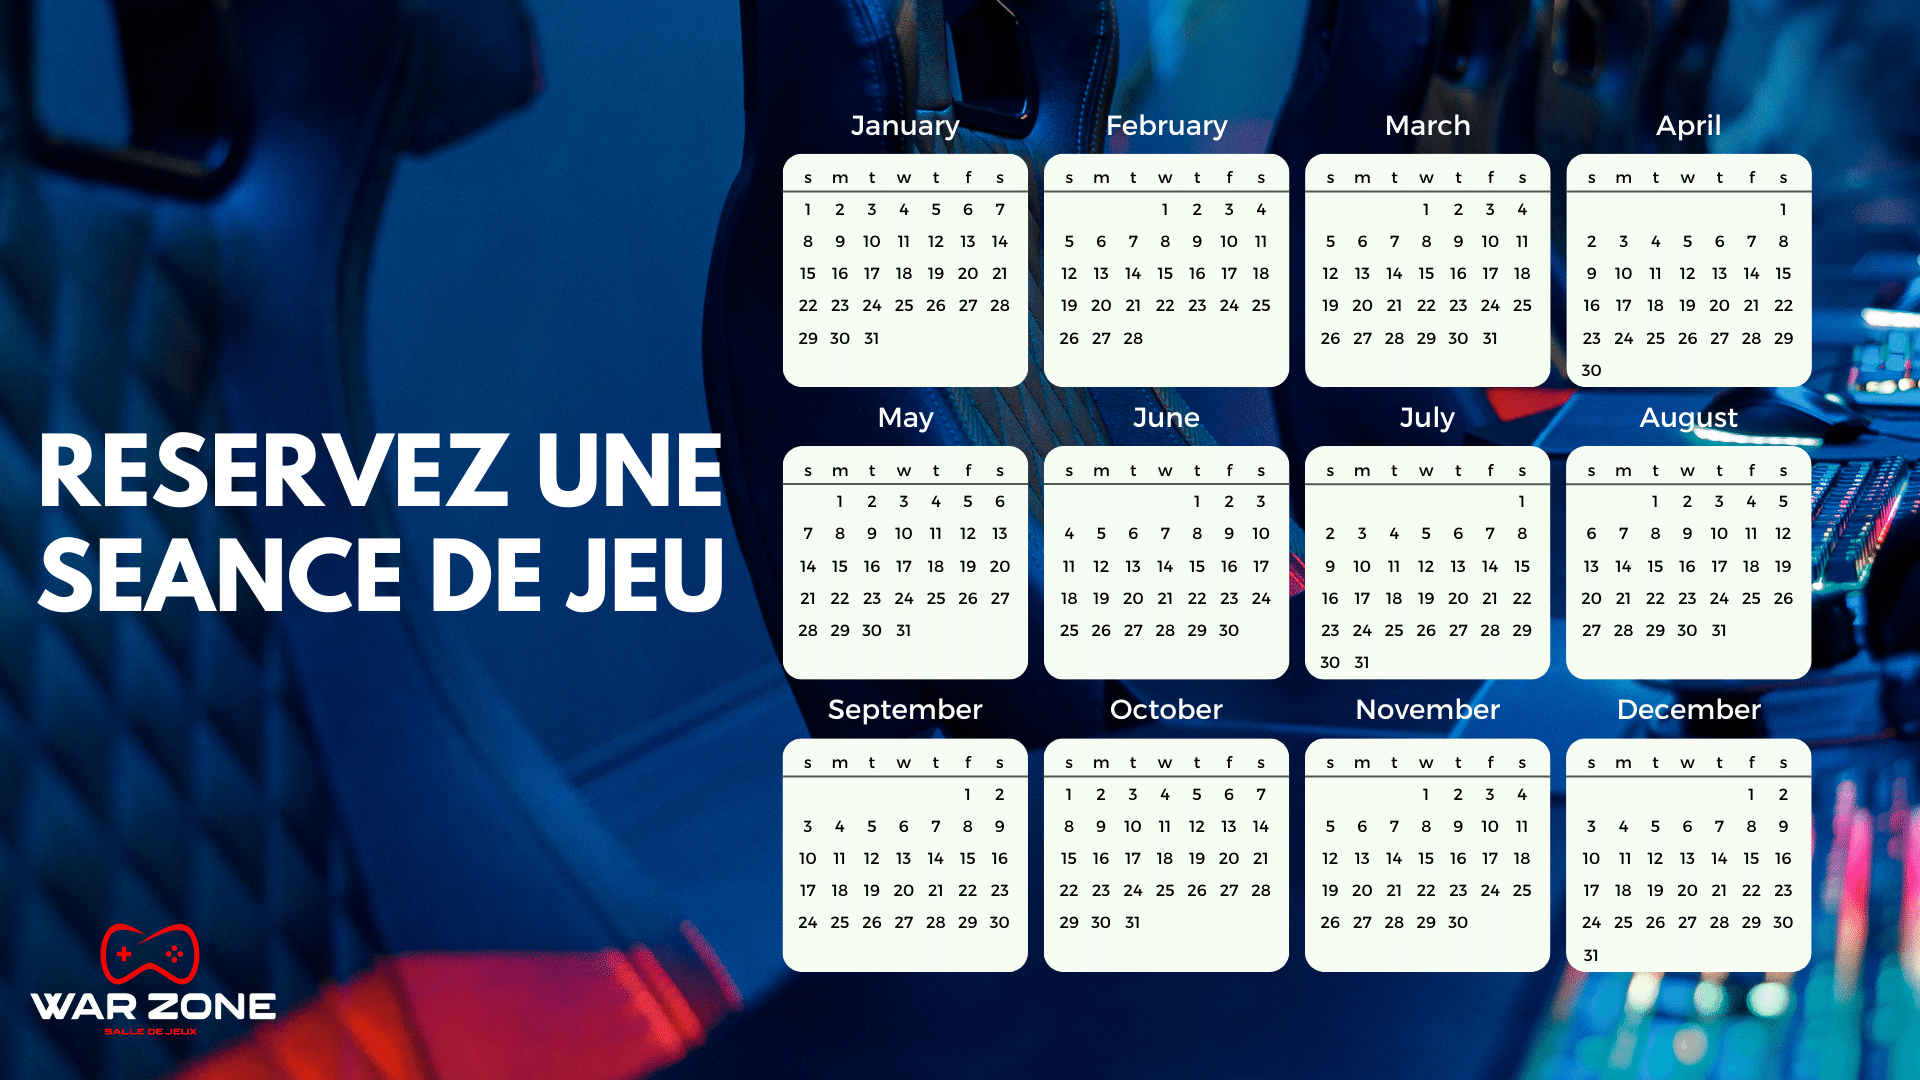 January
s m t w t f s
1 2 3 4 5 6 7
8 9 10 11 12 13 14
15 16 17 18 19 20 21
22 23 24 25 26 27 28
29 30 31
February
s m t w t f s
1 2 3 4
5 6 7 8 9 10 11
12 13 14 15 16 17 18
19 20 21 22 23 24 25
26 27 28
March
s m t w t f s
1 2 3 4
5 6 7 8 9 10 11
12 13 14 15 16 17 18
19 20 21 22 23 24 25
26 27 28 29 30 31
April
s m t w t f s
1
2 3 4 5 6 7 8
9 10 11 12 13 14 15
16 17 18 19 20 21 22
23 24 25 26 27 28 29
30
RESERVEZ UNE
SEANCE DE JEU
May
s m t w t f s
1 2 3 4 5 6
7 8 9 10 11 12 13
14 15 16 17 18 19 20
21 22 23 24 25 26 27
28 29 30 31
June
s m t w t f s
1 2 3
4 5 6 7 8 9 10
11 12 13 14 15 16 17
18 19 20 21 22 23 24
25 26 27 28 29 30
July
s m t w t f s
1
2 3 4 5 6 7 8
9 10 11 12 13 14 15
16 17 18 19 20 21 22
23 24 25 26 27 28 29
30 31
August
s m t w t f s
1 2 3 4 5
6 7 8 9 10 11 12
13 14 15 16 17 18 19
20 21 22 23 24 25 26
27 28 29 30 31
September
s m t w t f s
1 2
3 4 5 6 7 8 9
10 11 12 13 14 15 16
17 18 19 20 21 22 23
24 25 26 27 28 29 30
October
s m t w t f s
1 2 3 4 5 6 7
8 9 10 11 12 13 14
15 16 17 18 19 20 21
22 23 24 25 26 27 28
29 30 31
November
s m t w t f s
1 2 3 4
5 6 7 8 9 10 11
12 13 14 15 16 17 18
19 20 21 22 23 24 25
26 27 28 29 30
December
s m t w t f s
1 2
3 4 5 6 7 8 9
10 11 12 13 14 15 16
17 18 19 20 21 22 23
24 25 26 27 28 29 30
31
WAR ZONE
SALLE DE JEUX